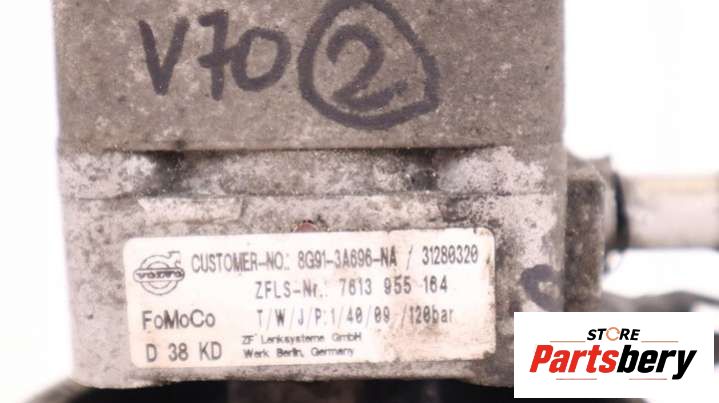 V70 2
CUSTOMER-NO.: 8G91-3A696-NA / 31280320
VOLVO
ZFLS-Nr.: 7613 955 164
FoMoCo T/W/J/P:1/40/09 /120bar
D 38 KD
ZF Lenksysteme GmbH
Werk Berlin, Germany
STORE
Partsbery